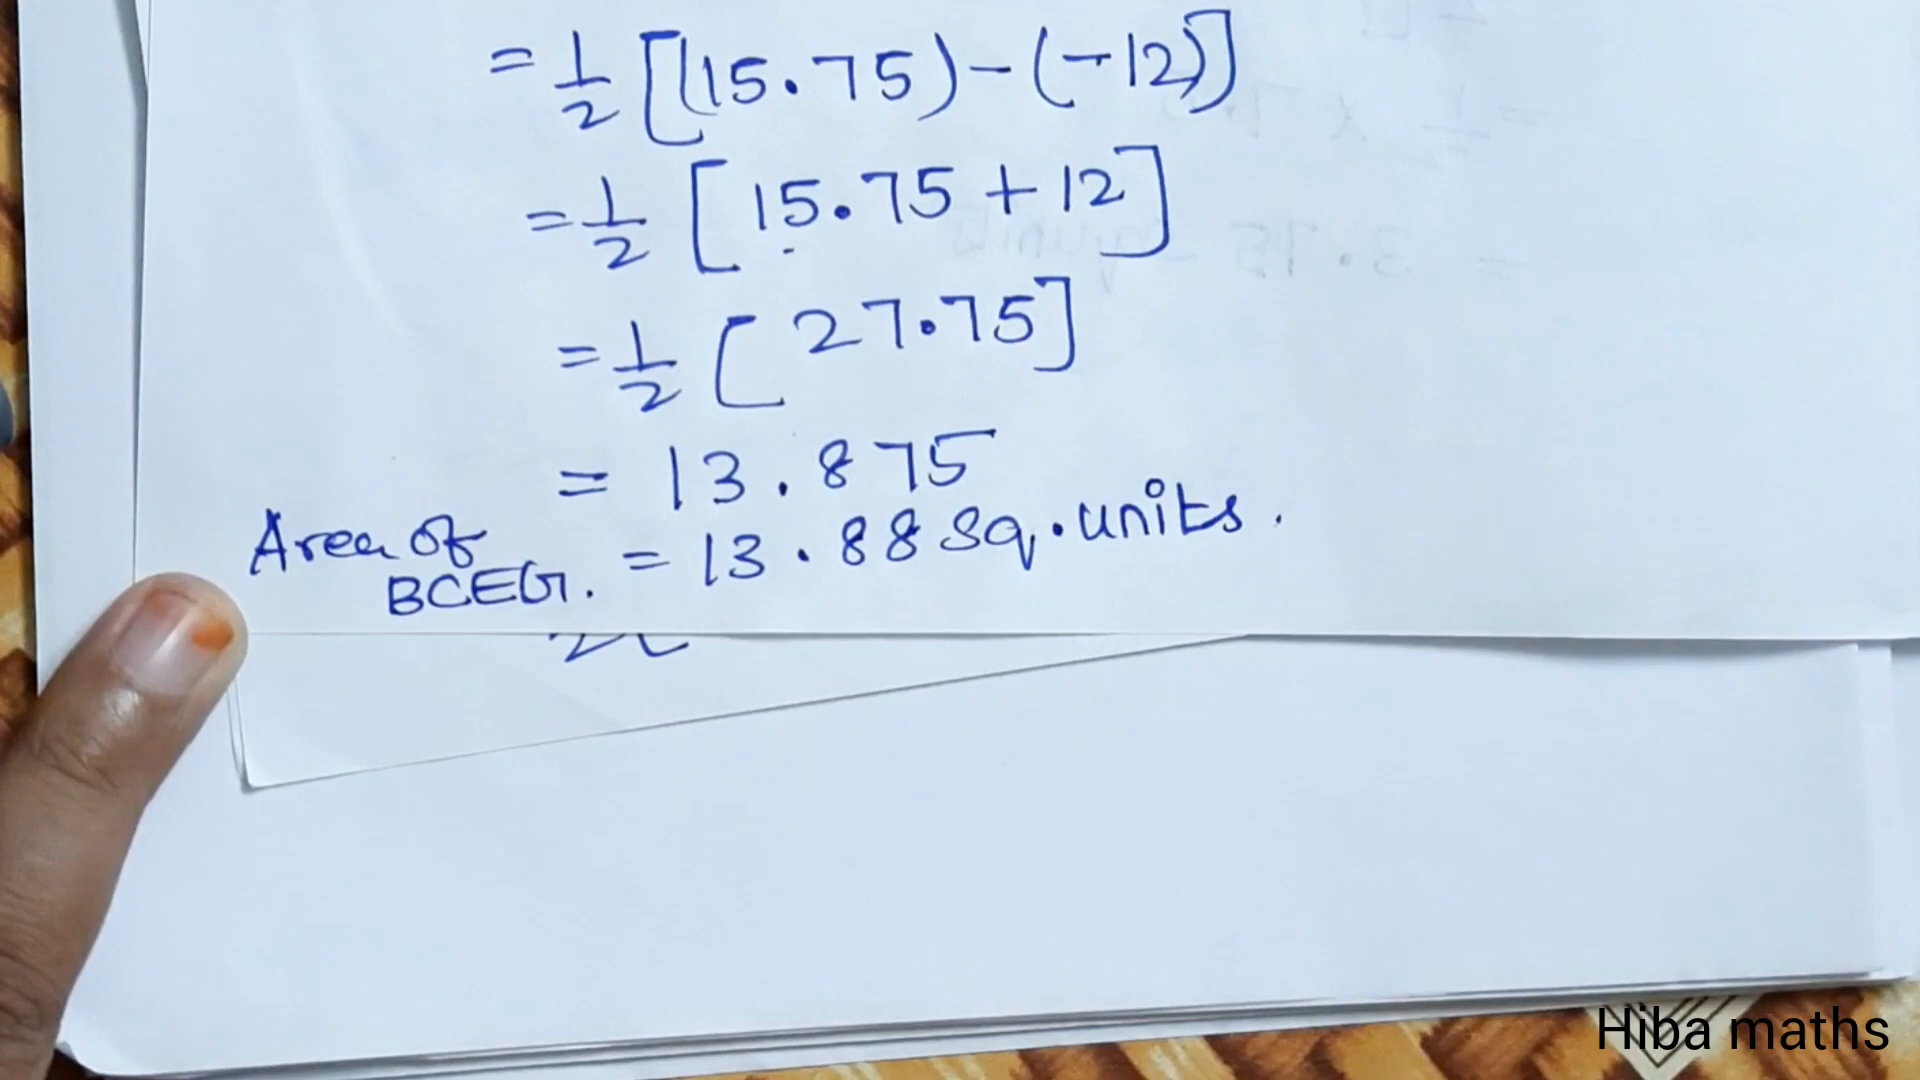 = 1/2 [(15.75) - (-12)]
= 1/2 [15.75 + 12]
= 1/2 [27.75]
= 13.875
Area of BCEG. = 13.88 sq.units.
Hiba maths